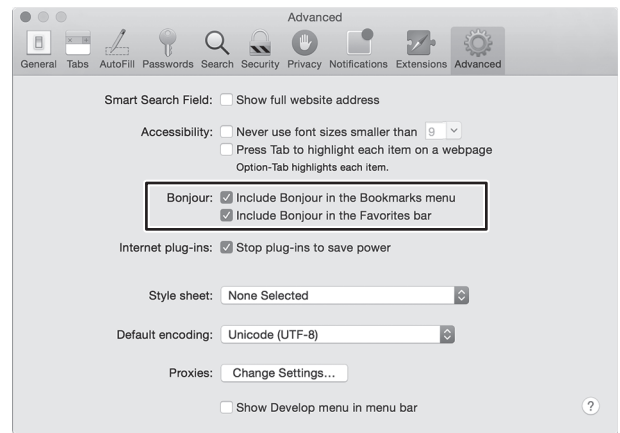 Advanced
General Tabs AutoFill Passwords Search Security Privacy Notifications Extensions Advanced
Smart Search Field: Show full website address
Accessibility: Never use font sizes smaller than 9
Press Tab to highlight each item on a webpage
Option-Tab highlights each item.
Bonjour: Include Bonjour in the Bookmarks menu
Include Bonjour in the Favorites bar
Internet plug-ins: Stop plug-ins to save power
Style sheet: None Selected
Default encoding: Unicode (UTF-8)
Proxies: Change Settings...
Show Develop menu in menu bar
?